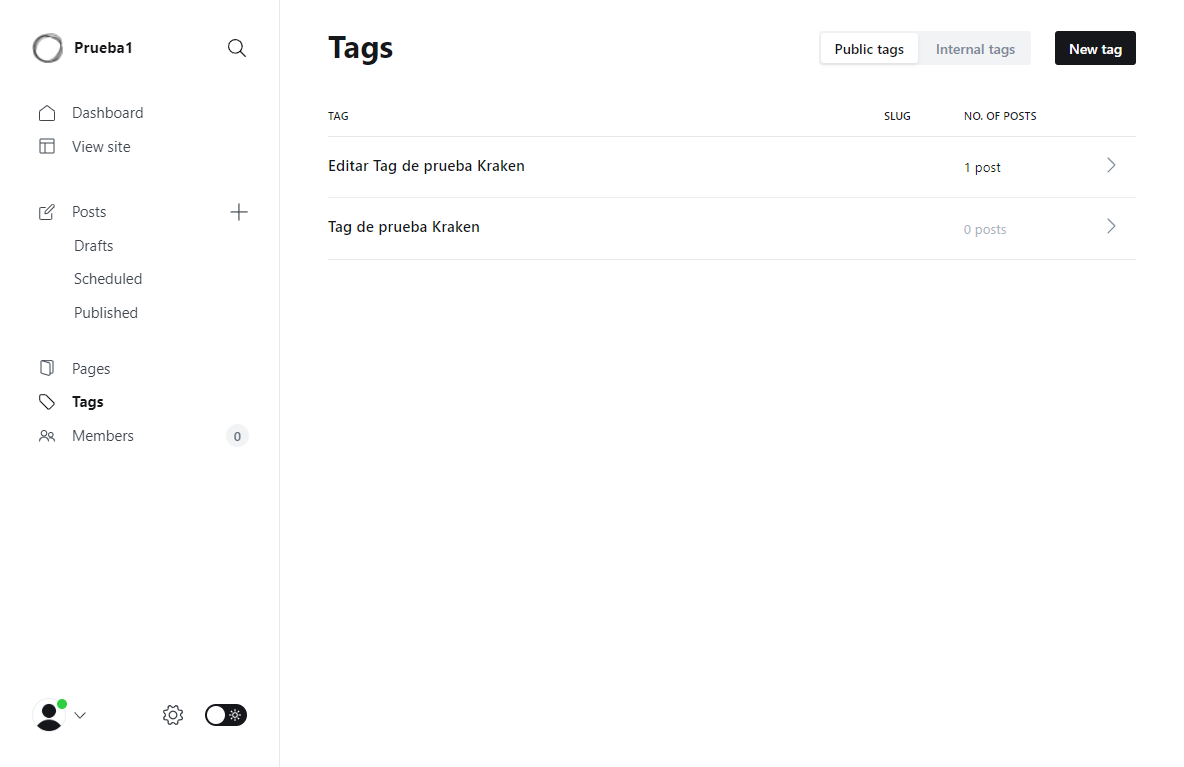 Prueba1
Dashboard
View site
Posts
Drafts
Scheduled
Published
Pages
Tags
Members
0
Tags
Public tags
Internal tags
New tag
TAG
SLUG
NO. OF POSTS
Editar Tag de prueba Kraken
1 post
Tag de prueba Kraken
0 posts